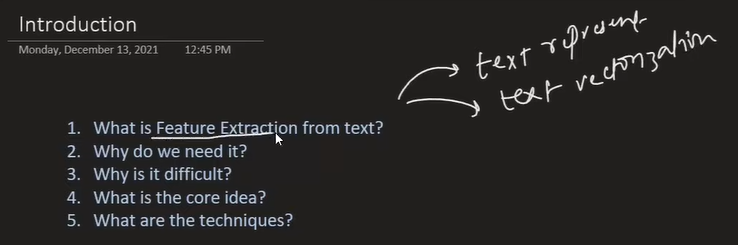 Introduction
Monday, December 13, 2021 12:45 PM
text represent
text vectorization
1. What is Feature Extraction from text?
2. Why do we need it?
3. Why is it difficult?
4. What is the core idea?
5. What are the techniques?